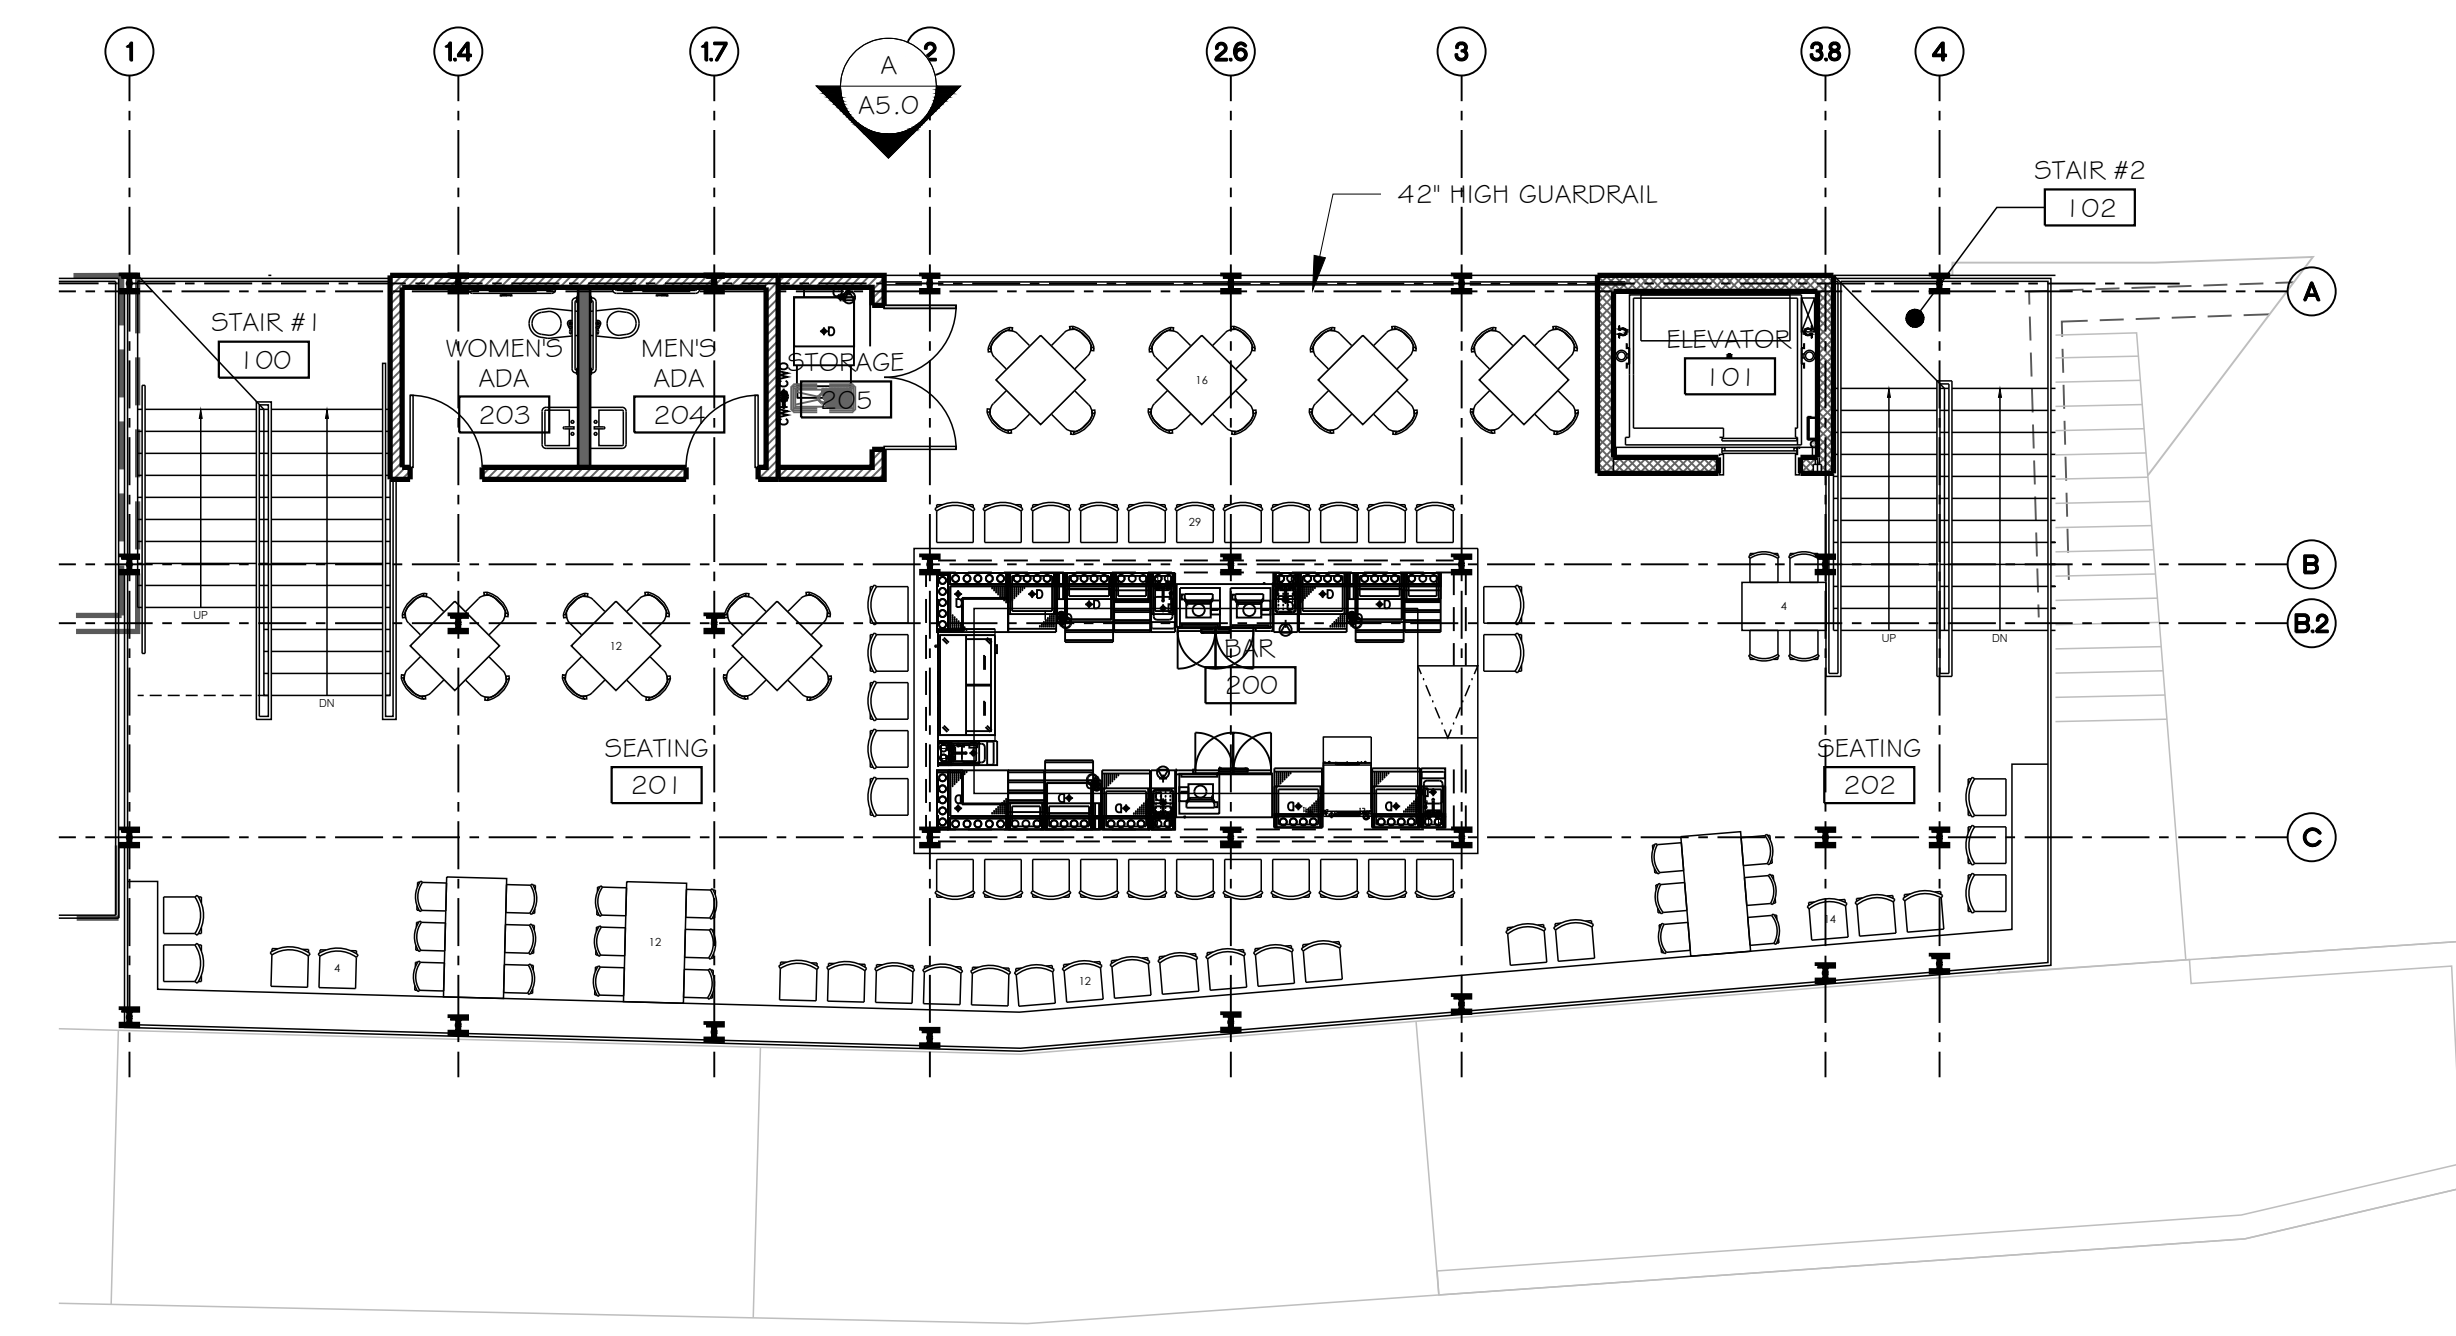 1
1.4
1.7
2
2.6
3
3.8
4
A
A5.0
STAIR #2
102
42" HIGH GUARDRAIL
A
STAIR #1
100
WOMEN'S
ADA
203
MEN'S
ADA
204
D
STORAGE
205
16
ELEVATOR
101
29
B
D
D
D
D
D
D
UP
12
BAR
200
4
UP
DN
B.2
DN
SEATING
201
SEATING
202
D
D
D
D
D
C
4
12
12
14